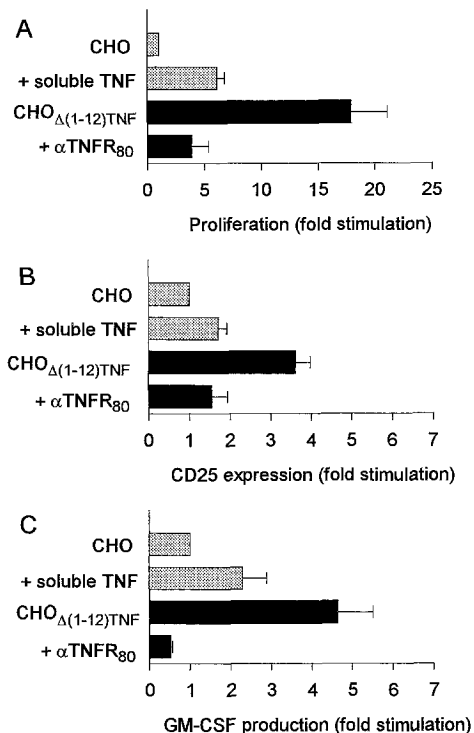 A
CHO
+ soluble TNF
CHOΔ(1-12)TNF
+ αTNFR80
0 5 10 15 20 25
Proliferation (fold stimulation)
B
CHO
+ soluble TNF
CHOΔ(1-12)TNF
+ αTNFR80
0 1 2 3 4 5 6 7
CD25 expression (fold stimulation)
C
CHO
+ soluble TNF
CHOΔ(1-12)TNF
+ αTNFR80
0 1 2 3 4 5 6 7
GM-CSF production (fold stimulation)